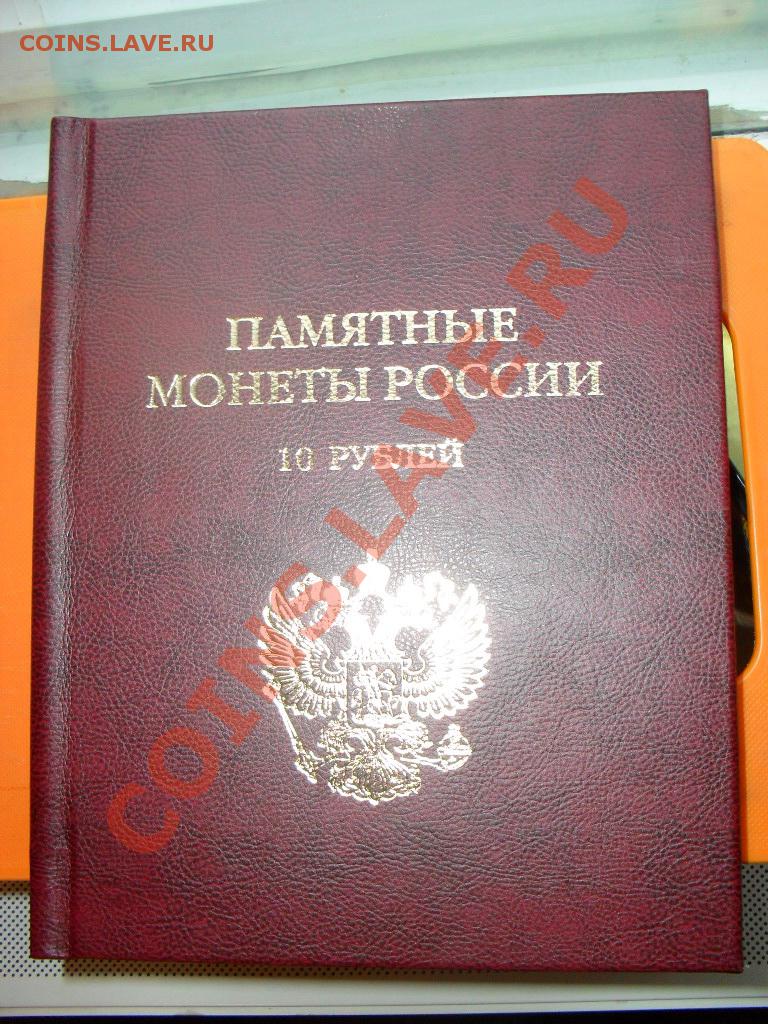 COINS.LAVE.RU
ПАМЯТНЫЕ
МОНЕТЫ РОССИИ
10 РУБЛЕЙ
COINS.LAVE.RU